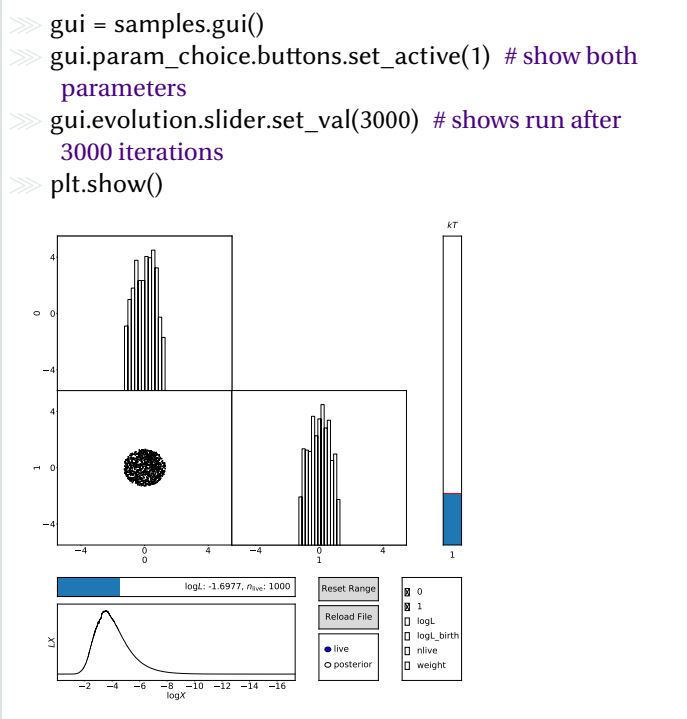 ⋙ gui = samples.gui()
⋙ gui.param_choice.buttons.set_active(1) # show both
parameters
⋙ gui.evolution.slider.set_val(3000) # shows run after
3000 iterations
⋙ plt.show()
kT
4
0
0
−4
4
1
0
−4
−4 0 4 −4 0 4
0 1
1
logL: -1.6977, nlive: 1000
Reset Range
Reload File
live
posterior
0
1
logL
logL_birth
nlive
weight
LX
−2 −4 −6 −8 −10 −12 −14 −16
logX